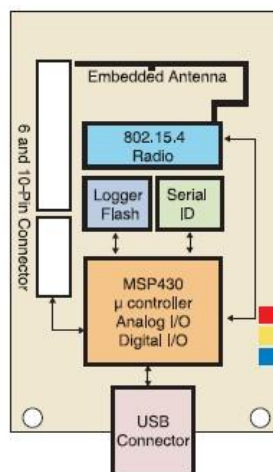 Embedded Antenna
6 and 10-Pin Connector
802.15.4
Radio
Logger
Flash
Serial
ID
MSP430
µ controller
Analog I/O
Digital I/O
USB
Connector